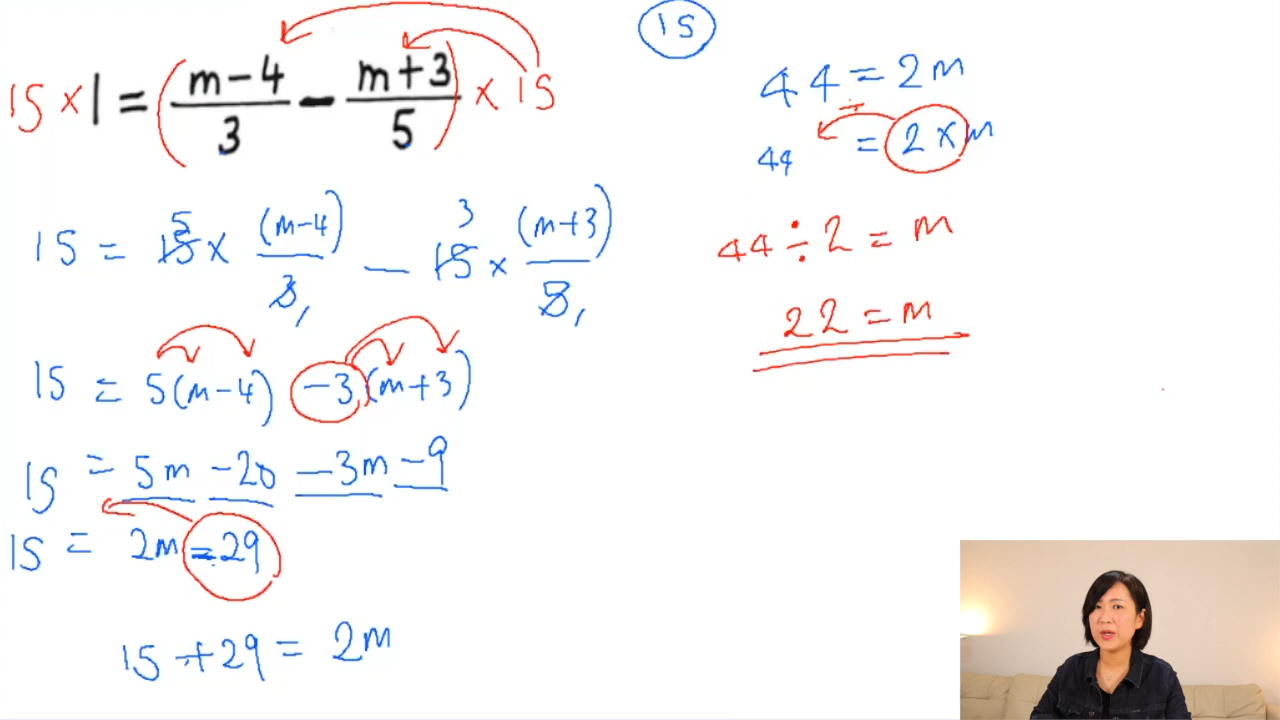 15 × 1 = (m−4/3 − m+3/5) × 15
15 = 15 5 × (m−4)/3 1 − 15 3 × (m+3)/5 1
15 = 5(m−4) −3(m+3)
15 = 5m −20 −3m −9
15 = 2m −29
15 +29 = 2m
15
44 = 2m
44 ÷ = 2 × m
44 ÷ 2 = m
22 = m